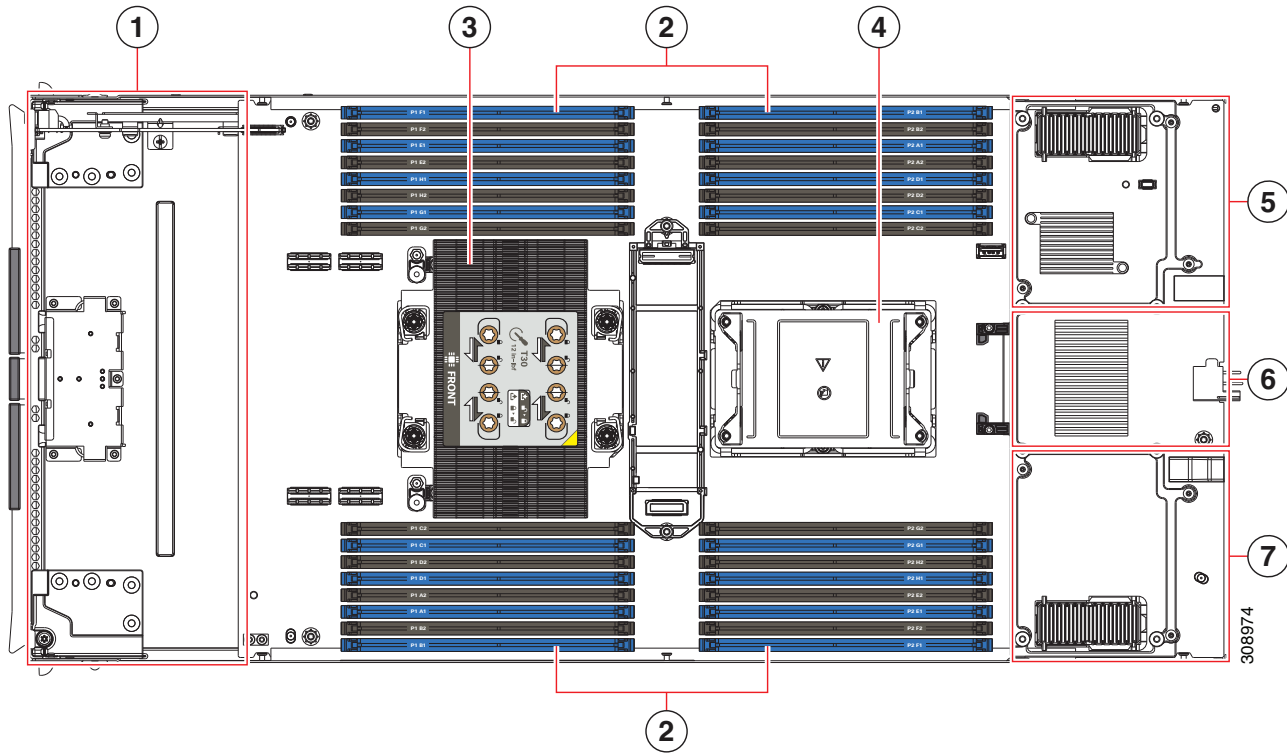 1
2
3
4
P1 F1
P2 B1
P1 F2
P2 B2
P1 E1
P2 A1
P1 E2
P2 A2
P1 H1
P2 D1
P1 H2
P2 D2
P1 G1
P2 C1
P1 G2
P2 C2
5
T30
12 in-lbf
FRONT
6
P1 C2
P2 G2
P1 C1
P2 G1
P1 D2
P2 H2
P1 D1
P2 H1
P1 A2
P2 E2
P1 A1
P2 E1
P1 B2
P2 F2
P1 B1
P2 F1
7
308974
2